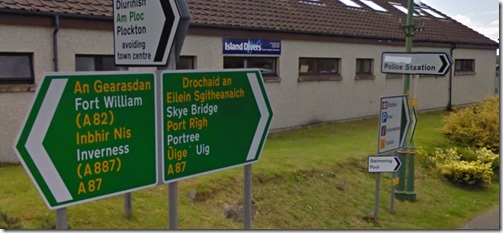 Diurinish
Am Ploc
Plockton
avoiding
town centre
An Gearasdan
Fort William
(A82)
Inbhir Nis
Inverness
(A887)
A87
Drochaid an
Eilein Sgitheanaich
Skye Bridge
Port Rìgh
Portree
Ùige Uig
A87
Island Divers
Police Station
Swimming
Pool